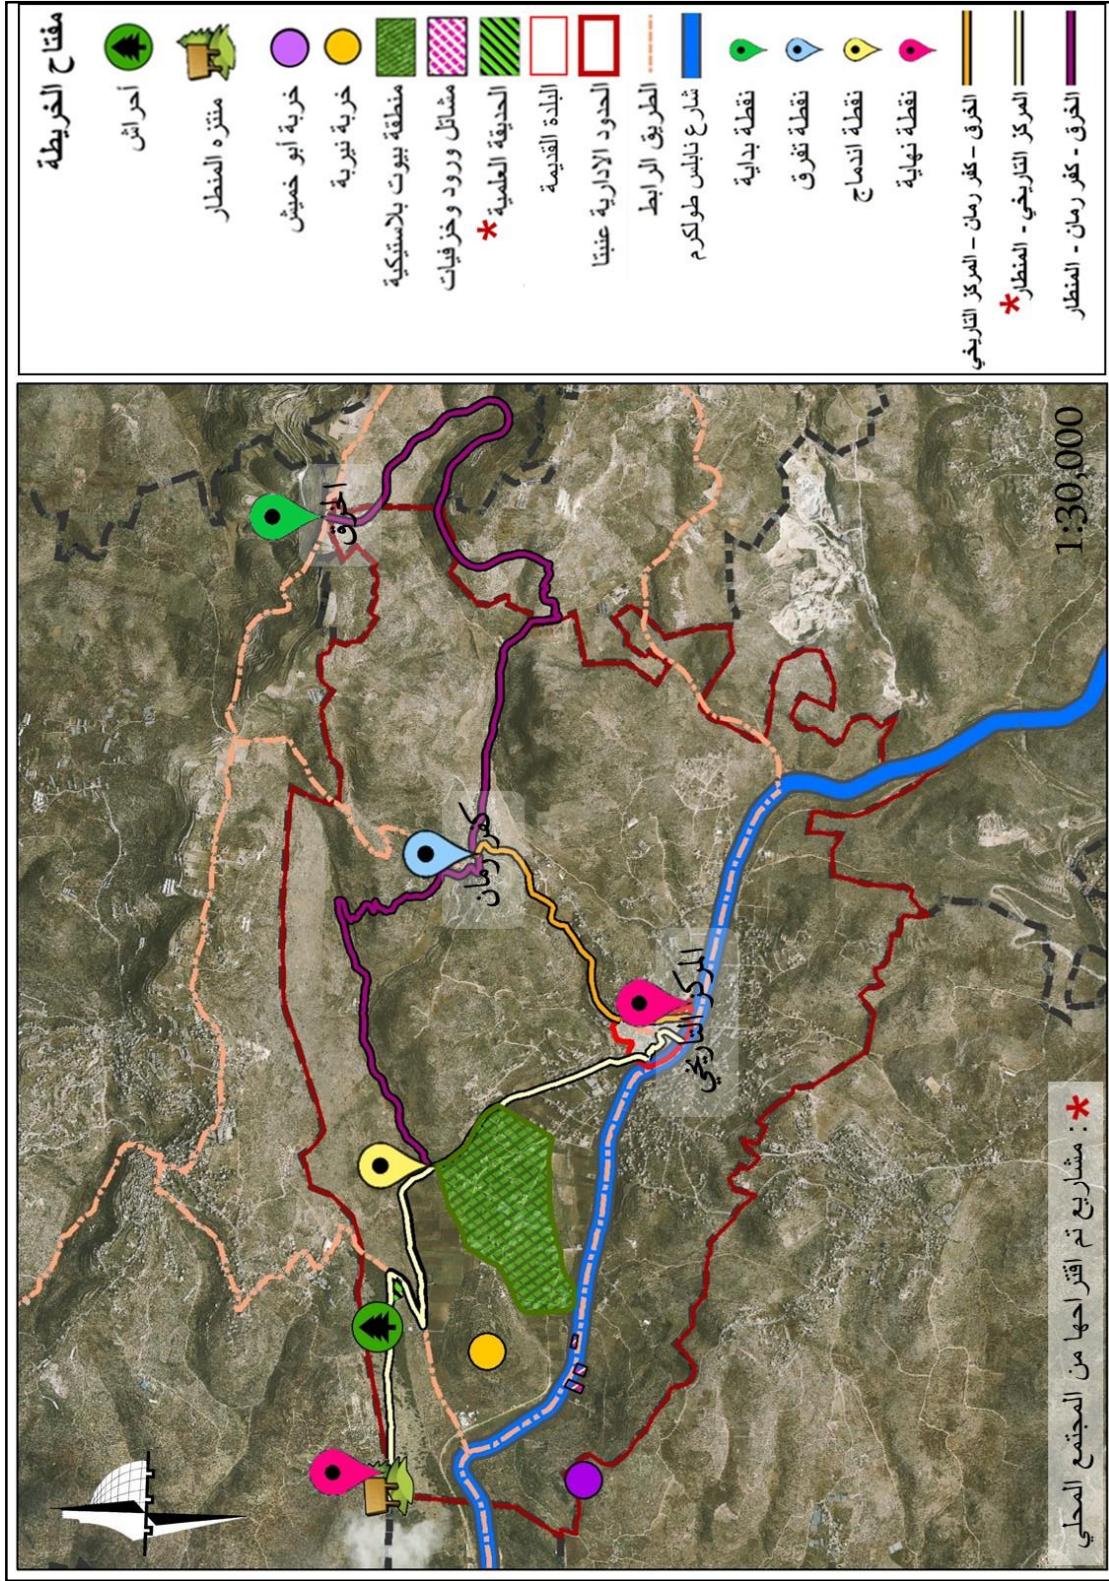 مفتاح الخريطة
أحراش
منتزه المنطار
خربة أبو خميش
خربة نيربة
منطقة بيوت بلاستيكية
مشاتل ورود وخزفيات
الحديقة العلمية *
البلدة القديمة
الحدود الادارية عنبتا
الطريق الرابط
شارع نابلس طولكرم
نقطة بداية
نقطة تفرق
نقطة اندماج
نقطة نهاية
الخرق - كفر رمان - المركز التاريخي
المركز التاريخي - المنطار *
الخرق - كفر رمان - المنطار
الخرق
كفر رمان
المركز التاريخي
1:30,000
* : مشاريع تم اقتراحها من المجتمع المحلي